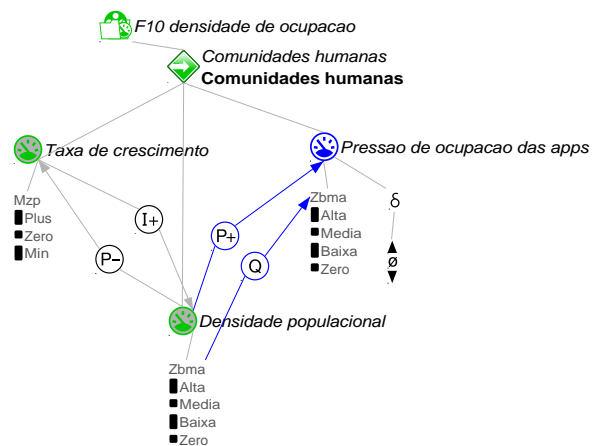 F10 densidade de ocupacao
Comunidades humanas
Comunidades humanas
Taxa de crescimento
Pressao de ocupacao das apps
Mzp
Plus
Zero
Min
I+
P-
P+
Q
Zbma
Alta
Media
Baixa
Zero
δ
ø
Densidade populacional
Zbma
Alta
Media
Baixa
Zero